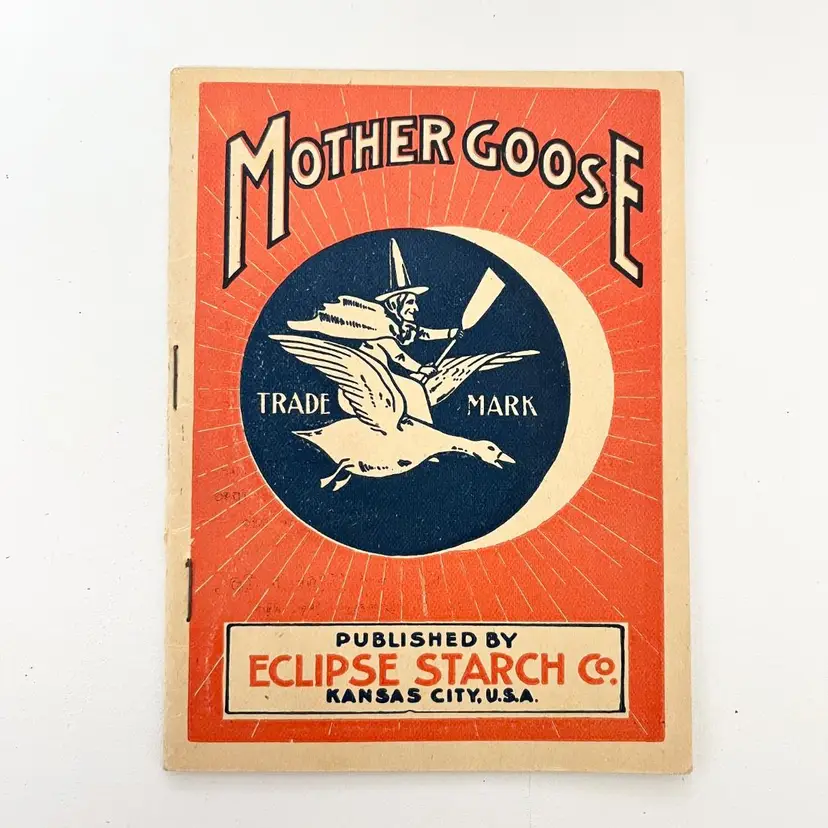 MOTHER GOOSE
TRADE MARK
PUBLISHED BY
ECLIPSE STARCH Co.
KANSAS CITY, U.S.A.